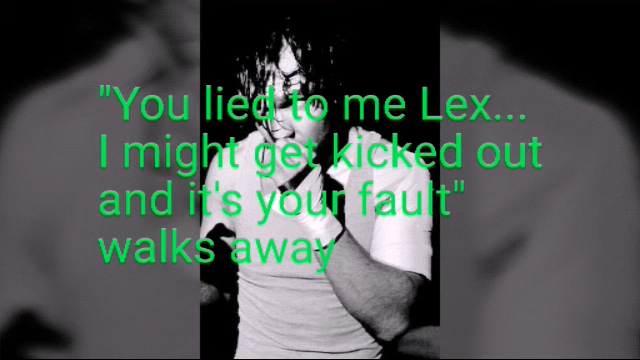 "You lied to me Lex...
I might get kicked out
and it's your fault"
walks away